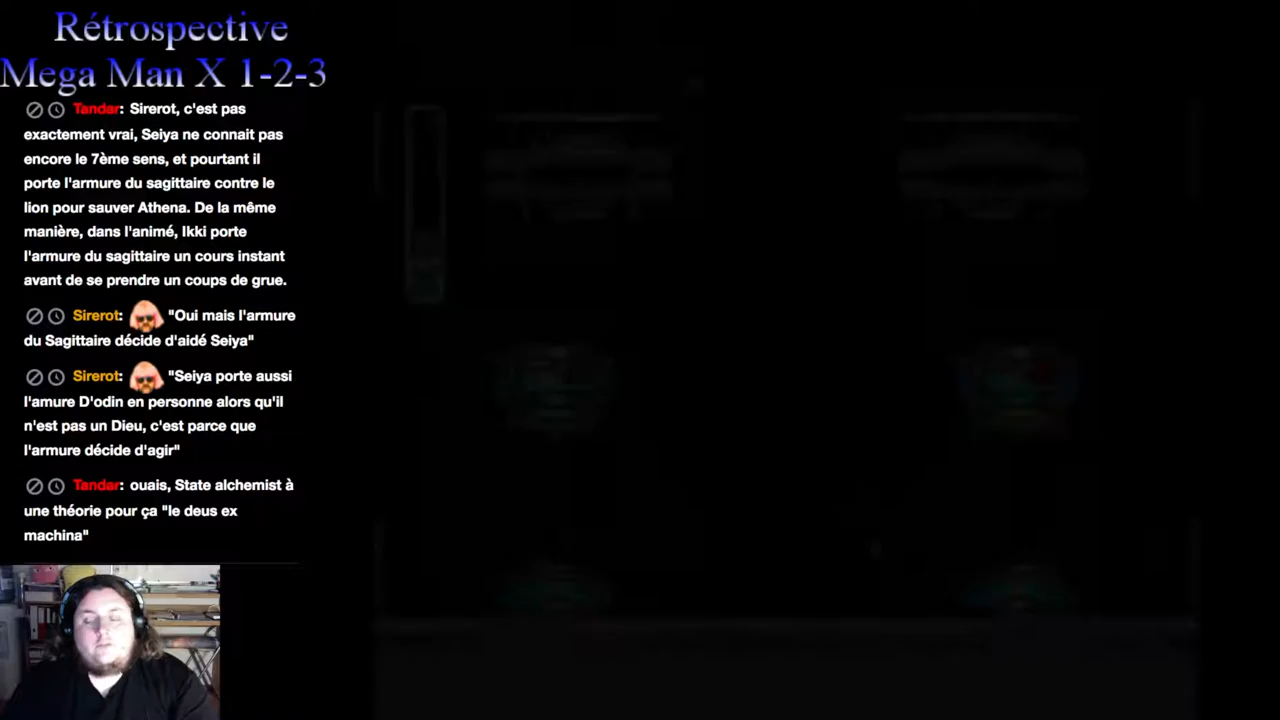 Rétrospective
Mega Man X 1-2-3
Tandar: Sirerot, c'est pas
exactement vrai, Seiya ne connait pas
encore le 7ème sens, et pourtant il
porte l'armure du sagittaire contre le
lion pour sauver Athena. De la même
manière, dans l'animé, Ikki porte
l'armure du sagittaire un cours instant
avant de se prendre un coups de grue.
Sirerot: "Oui mais l'armure
du Sagittaire décide d'aidé Seiya"
Sirerot: "Seiya porte aussi
l'amure D'odin en personne alors qu'il
n'est pas un Dieu, c'est parce que
l'armure décide d'agir"
Tandar: ouais, State alchemist à
une théorie pour ça "le deus ex
machina"